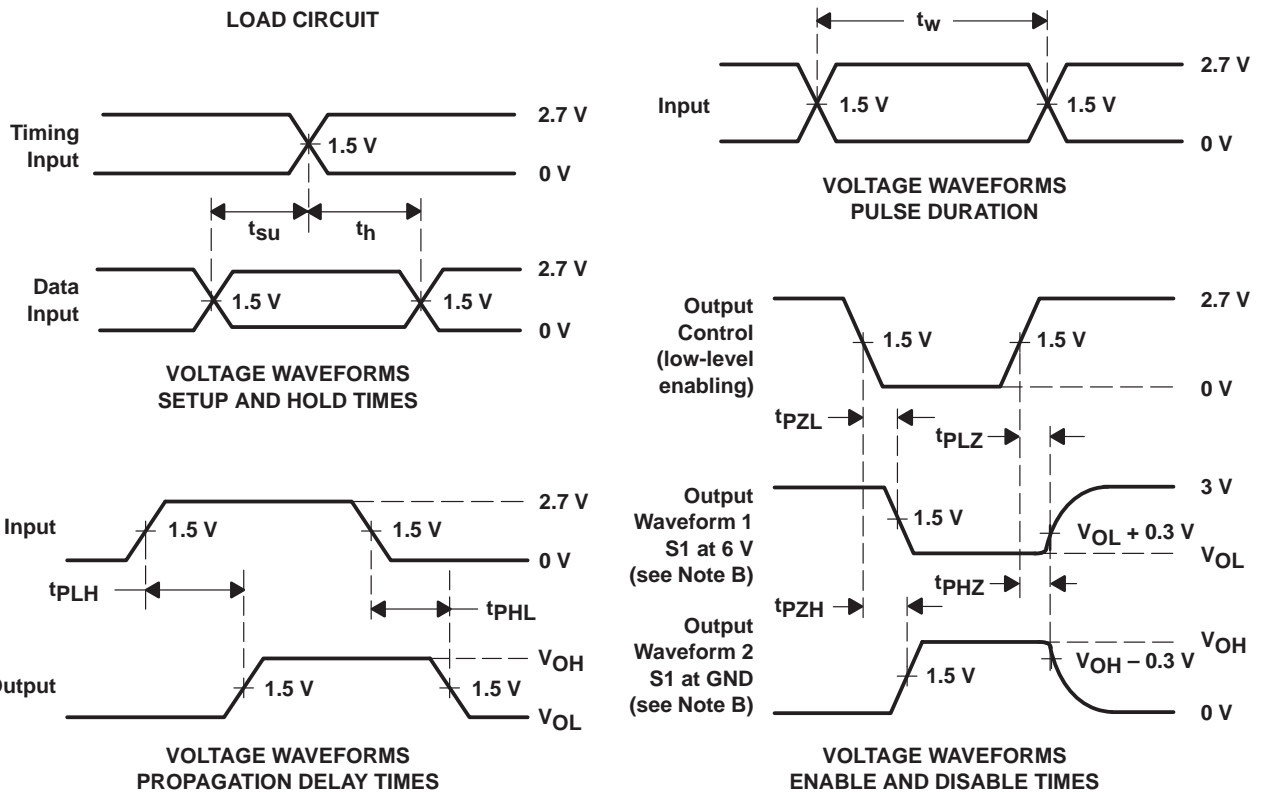 LOAD CIRCUIT
Timing
Input
2.7 V
1.5 V
0 V
tsu
th
Data
Input
2.7 V
1.5 V
1.5 V
0 V
VOLTAGE WAVEFORMS
SETUP AND HOLD TIMES
tw
Input
2.7 V
1.5 V
1.5 V
0 V
VOLTAGE WAVEFORMS
PULSE DURATION
Input
2.7 V
1.5 V
1.5 V
0 V
tPLH
tPHL
Output
VOH
1.5 V
1.5 V
VOL
VOLTAGE WAVEFORMS
PROPAGATION DELAY TIMES
Output
Control
(low-level
enabling)
2.7 V
1.5 V
1.5 V
0 V
tPZL
tPLZ
Output
Waveform 1
S1 at 6 V
(see Note B)
3 V
1.5 V
VOL + 0.3 V
VOL
tPHZ
tPZH
Output
Waveform 2
S1 at GND
(see Note B)
VOH
1.5 V
VOH − 0.3 V
0 V
VOLTAGE WAVEFORMS
ENABLE AND DISABLE TIMES